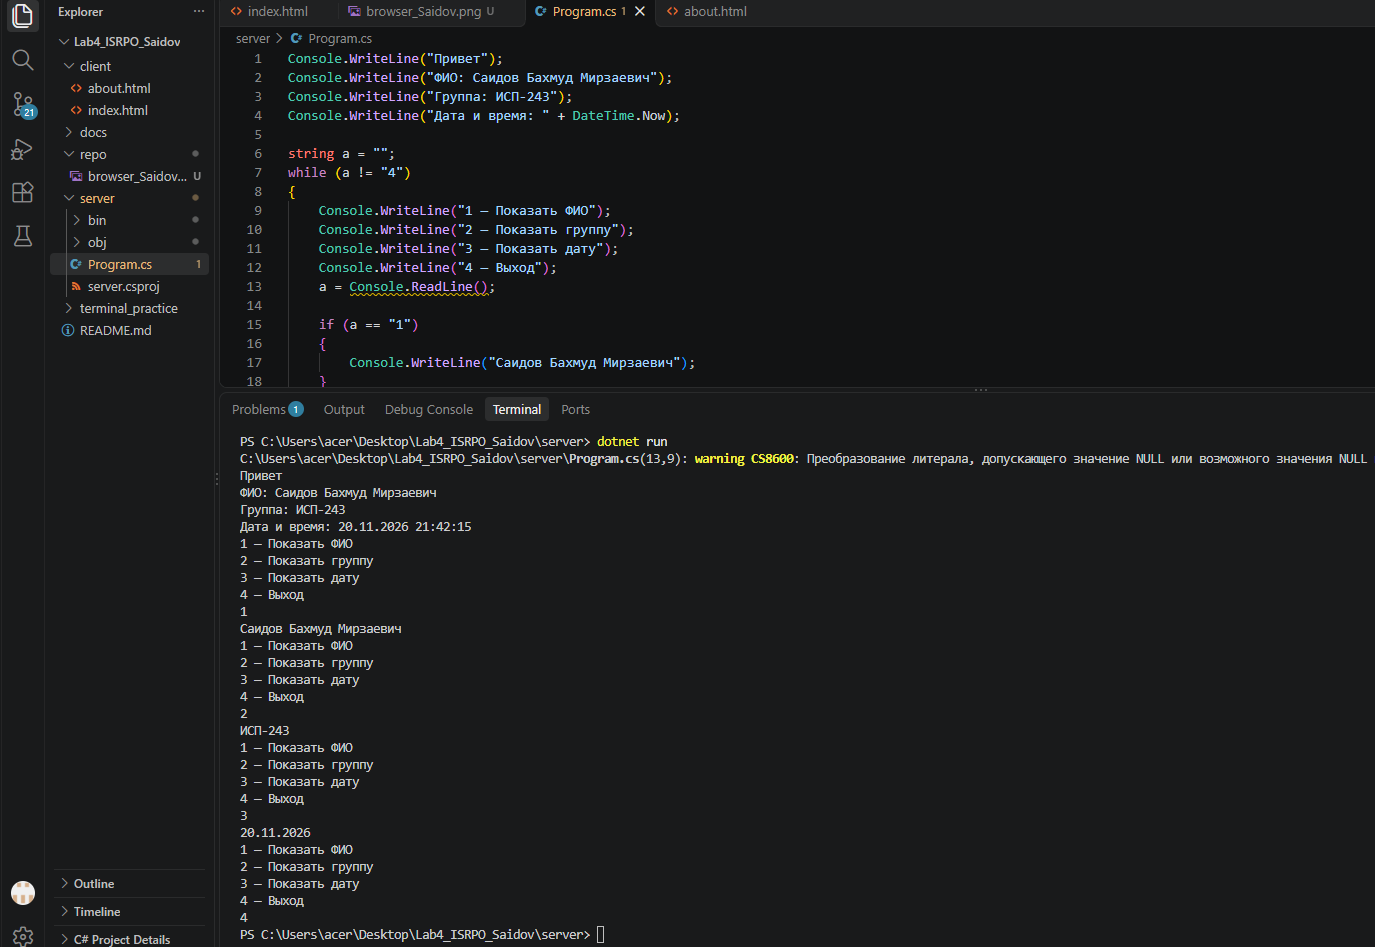 Explorer ···
Lab4_ISRPO_Saidov
client
about.html
index.html
docs
repo
browser_Saidov... U
server
bin
obj
Program.cs 1
server.csproj
terminal_practice
README.md
21
Outline
Timeline
C# Project Details
index.html browser_Saidov.png U Program.cs 1 about.html
server > Program.cs
1 Console.WriteLine("Привет");
2 Console.WriteLine("ФИО: Саидов Бахмуд Мирзаевич");
3 Console.WriteLine("Группа: ИСП-243");
4 Console.WriteLine("Дата и время: " + DateTime.Now);
5
6 string a = "";
7 while (a != "4")
8 {
9 Console.WriteLine("1 – Показать ФИО");
10 Console.WriteLine("2 – Показать группу");
11 Console.WriteLine("3 – Показать дату");
12 Console.WriteLine("4 – Выход");
13 a = Console.ReadLine();
14
15 if (a == "1")
16 {
17 Console.WriteLine("Саидов Бахмуд Мирзаевич");
18 }
Problems 1 Output Debug Console Terminal Ports
PS C:\Users\acer\Desktop\Lab4_ISRPO_Saidov\server> dotnet run
C:\Users\acer\Desktop\Lab4_ISRPO_Saidov\server\Program.cs(13,9): warning CS8600: Преобразование литерала, допускающего значение NULL или возможного значения NULL
Привет
ФИО: Саидов Бахмуд Мирзаевич
Группа: ИСП-243
Дата и время: 20.11.2026 21:42:15
1 – Показать ФИО
2 – Показать группу
3 – Показать дату
4 – Выход
1
Саидов Бахмуд Мирзаевич
1 – Показать ФИО
2 – Показать группу
3 – Показать дату
4 – Выход
2
ИСП-243
1 – Показать ФИО
2 – Показать группу
3 – Показать дату
4 – Выход
3
20.11.2026
1 – Показать ФИО
2 – Показать группу
3 – Показать дату
4 – Выход
4
PS C:\Users\acer\Desktop\Lab4_ISRPO_Saidov\server>